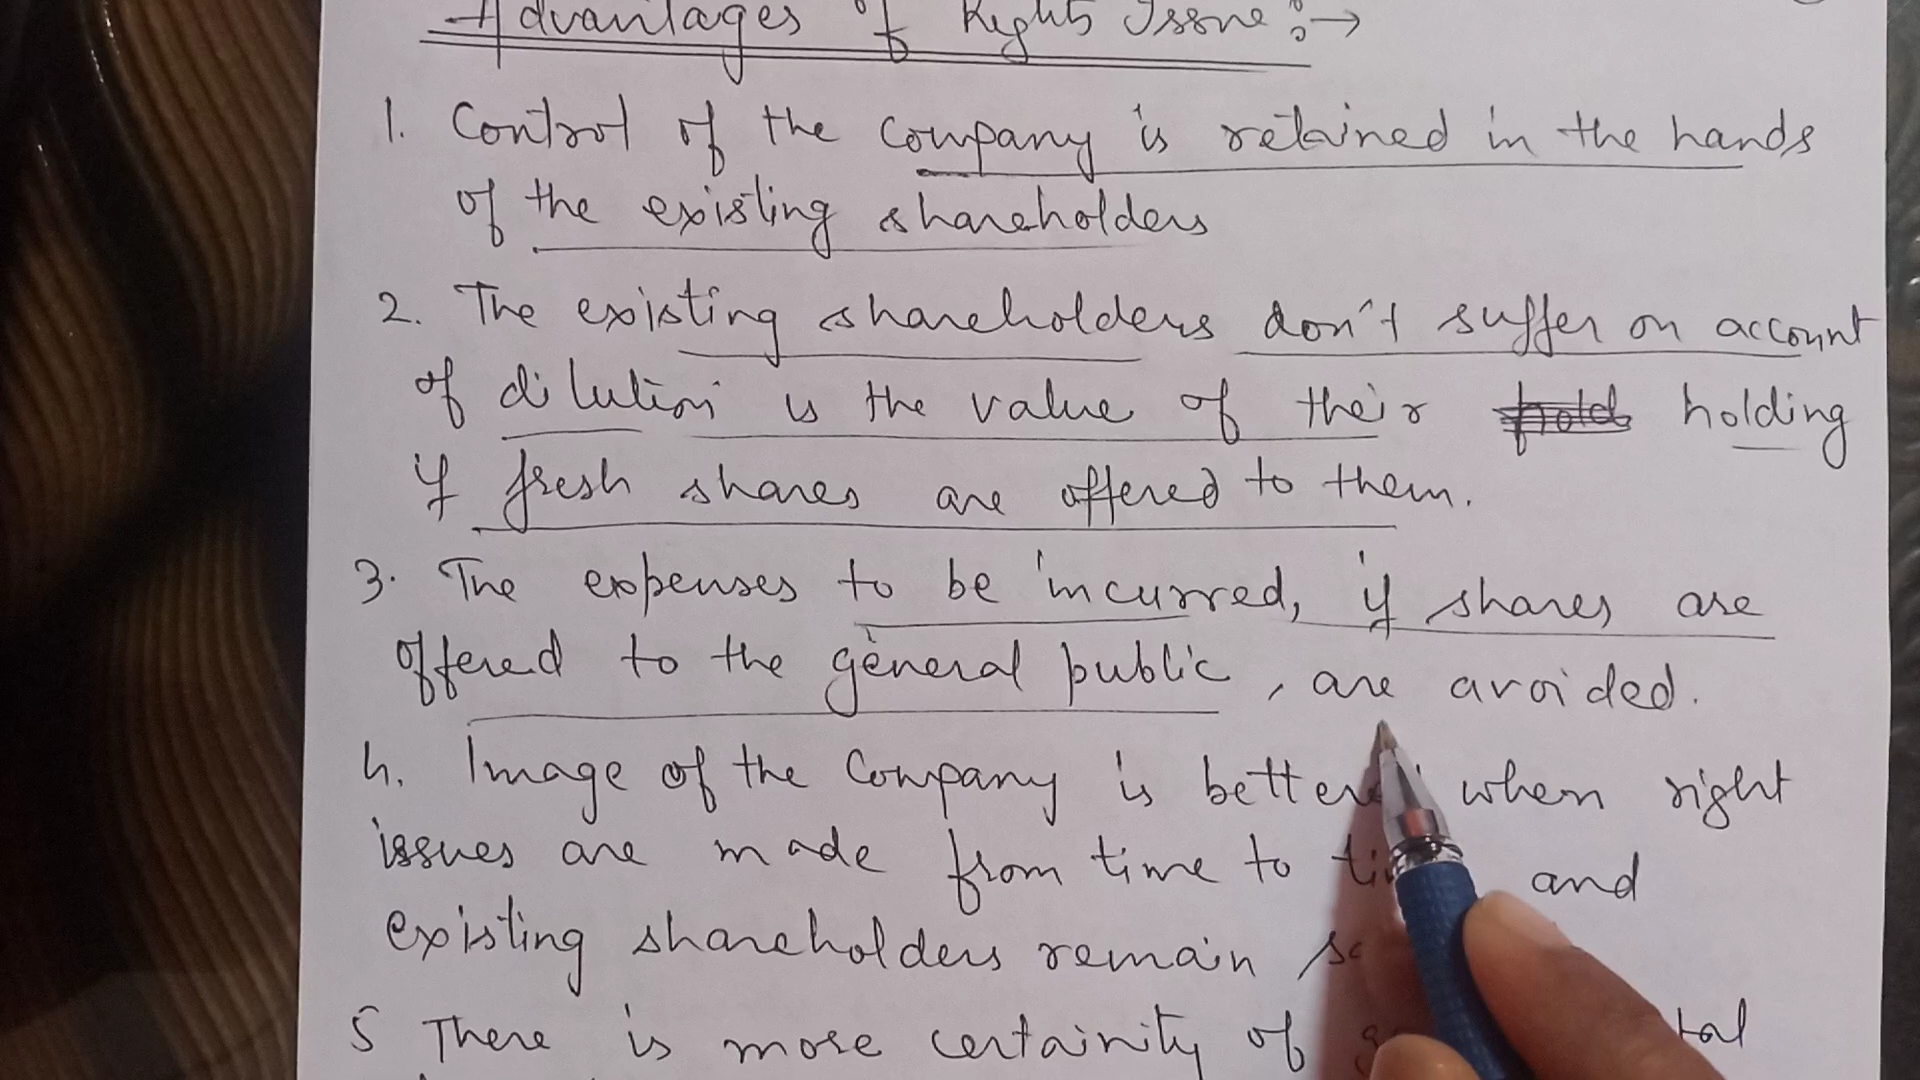 Advantages of Rights Issue :→
1. Control of the Company is retained in the hands
of the existing shareholders
2. The existing shareholders don't suffer on account
of dilution is the value of their hold holding
if fresh shares are offered to them.
3. The expenses to be incurred, if shares are
offered to the general public, are avoided.
4. Image of the Company is better when right
issues are made from time to and
existing shareholders remain
5 There is more certainity of